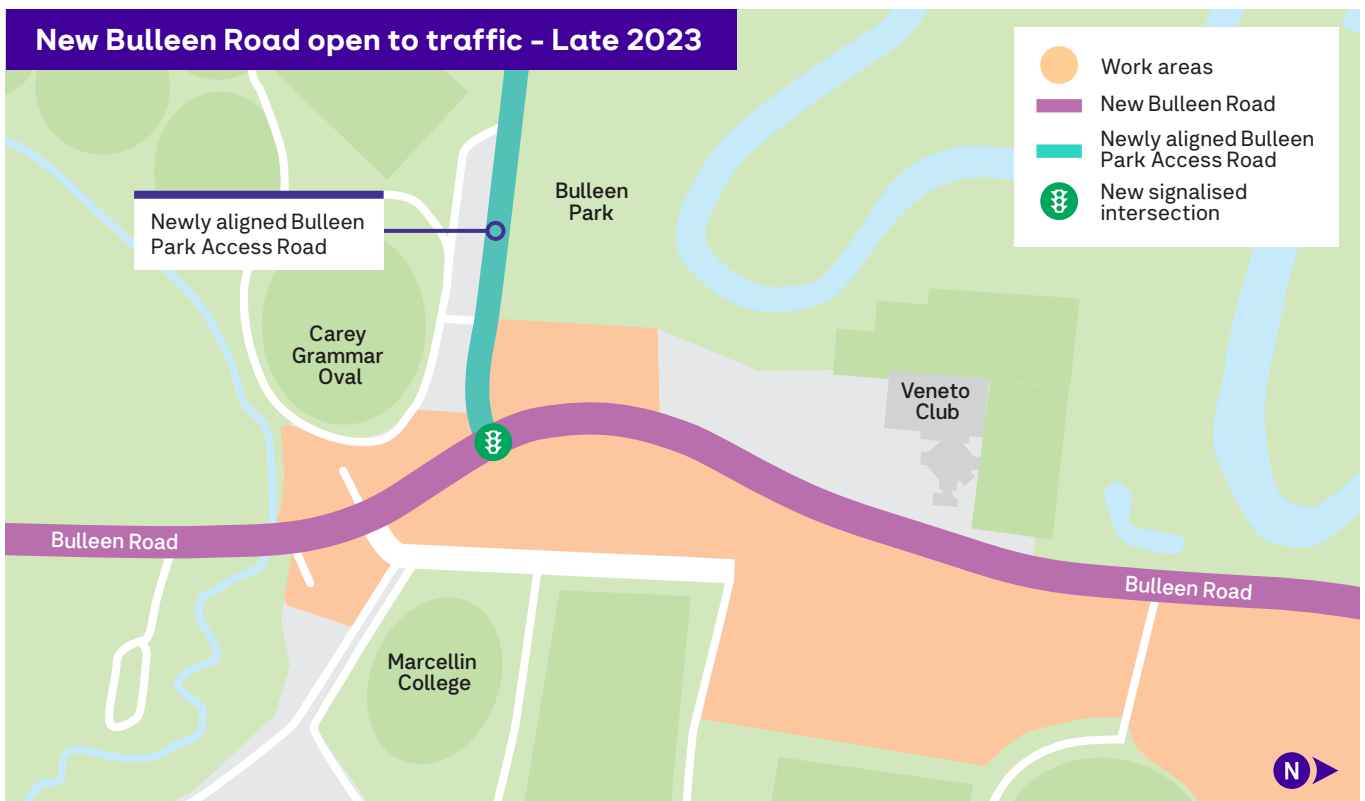 New Bulleen Road open to traffic – Late 2023
Work areas
New Bulleen Road
Newly aligned Bulleen
Park Access Road
New signalised
intersection
Bulleen
Park
Newly aligned Bulleen
Park Access Road
Carey
Grammar
Oval
Veneto
Club
Bulleen Road
Bulleen Road
Marcellin
College
N